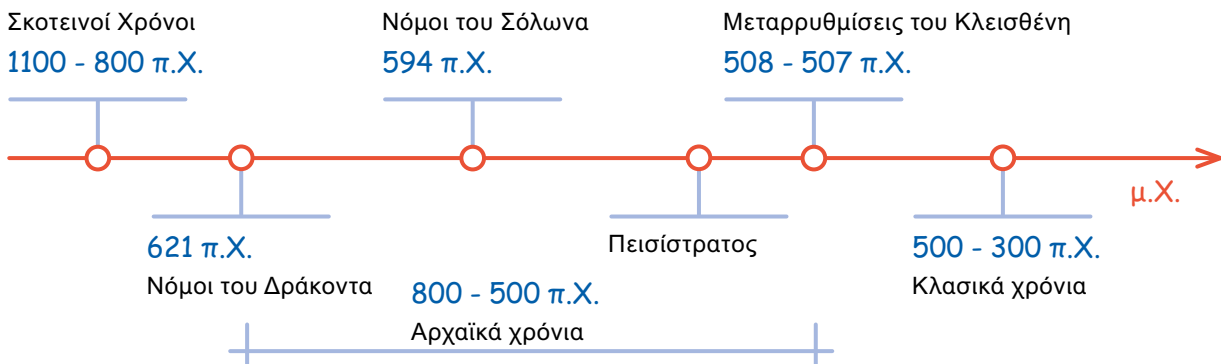 Σκοτεινοί Χρόνοι
1100 - 800 π.Χ.
Νόμοι του Σόλωνα
594 π.Χ.
Μεταρρυθμίσεις του Κλεισθένη
508 - 507 π.Χ.
μ.Χ.
621 π.Χ.
Νόμοι του Δράκοντα
800 - 500 π.Χ.
Αρχαϊκά χρόνια
Πεισίστρατος
500 - 300 π.Χ.
Κλασικά χρόνια